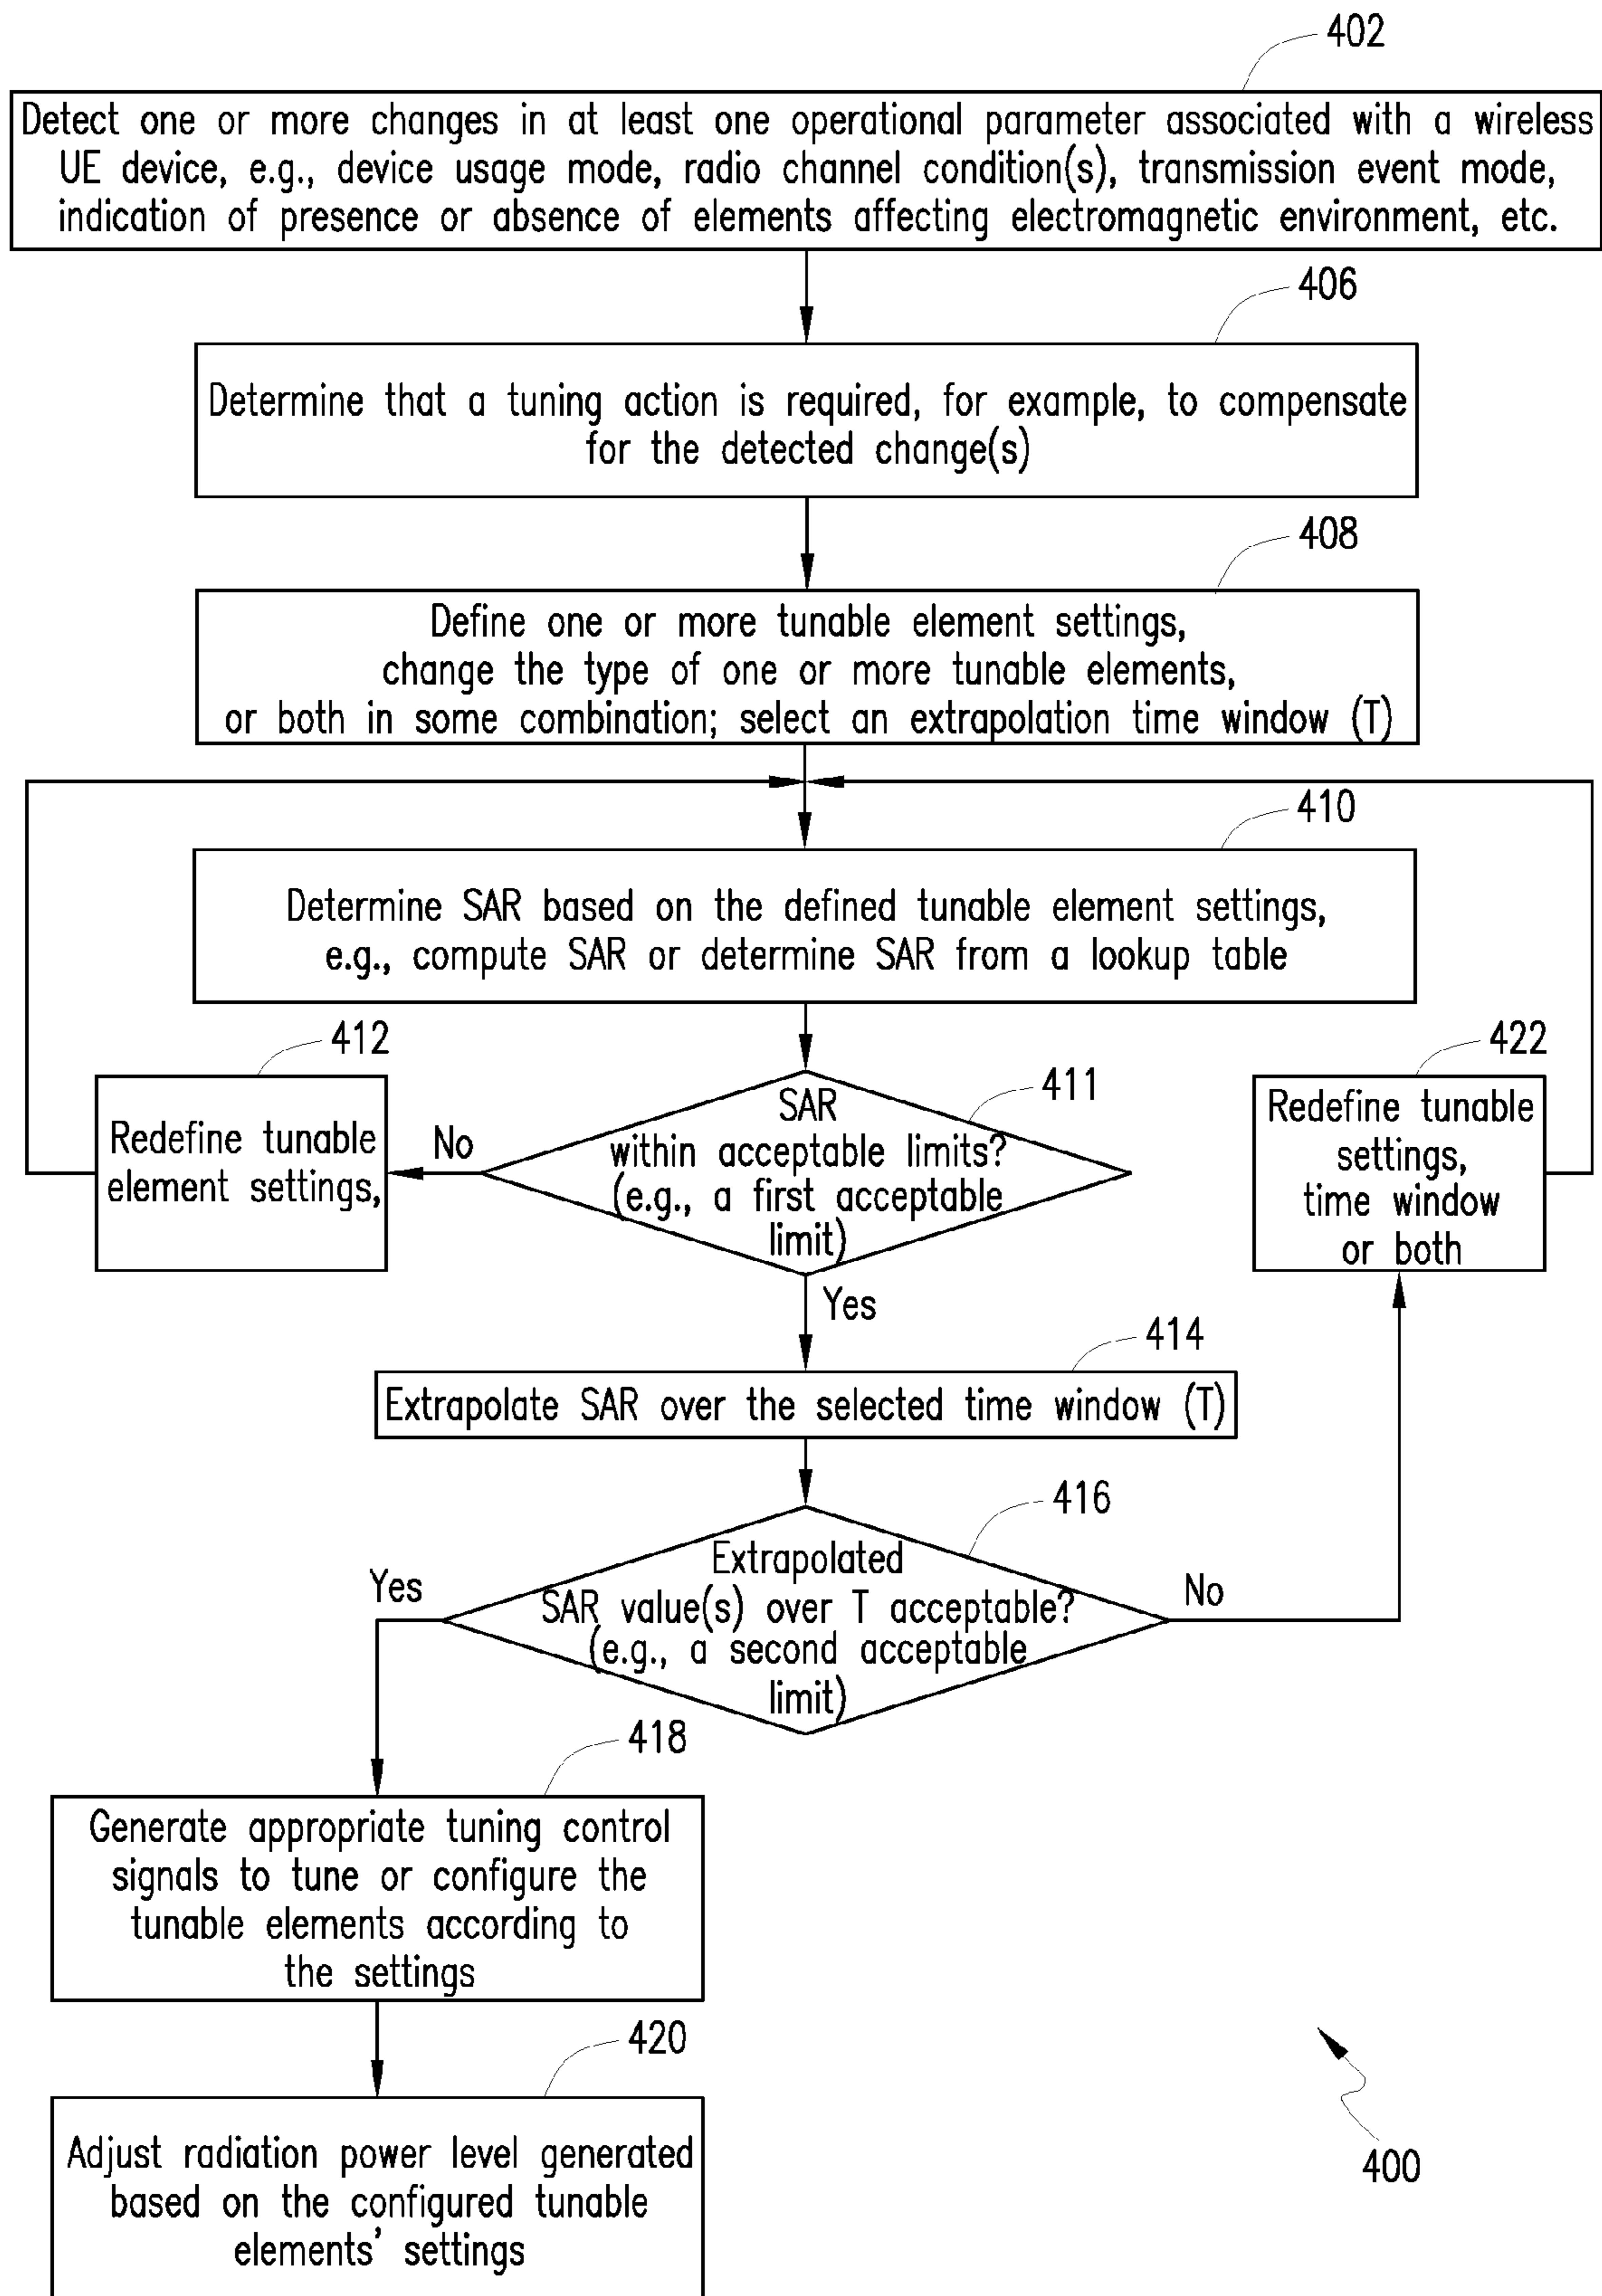 402
Detect one or more changes in at least one operational parameter associated with a wireless
UE device, e.g., device usage mode, radio channel condition(s), transmission event mode,
indication of presence or absence of elements affecting electromagnetic environment, etc.
406
Determine that a tuning action is required, for example, to compensate
for the detected change(s)
408
Define one or more tunable element settings,
change the type of one or more tunable elements,
or both in some combination; select an extrapolation time window (T)
410
Determine SAR based on the defined tunable element settings,
e.g., compute SAR or determine SAR from a lookup table
412
Redefine tunable
element settings,
No
411
SAR
within acceptable limits?
(e.g., a first acceptable
limit)
Yes
422
Redefine tunable
settings,
time window
or both
414
Extrapolate SAR over the selected time window (T)
416
Extrapolated
SAR value(s) over T acceptable?
(e.g., a second acceptable
limit)
Yes
No
418
Generate appropriate tuning control
signals to tune or configure the
tunable elements according to
the settings
420
Adjust radiation power level generated
based on the configured tunable
elements' settings
400